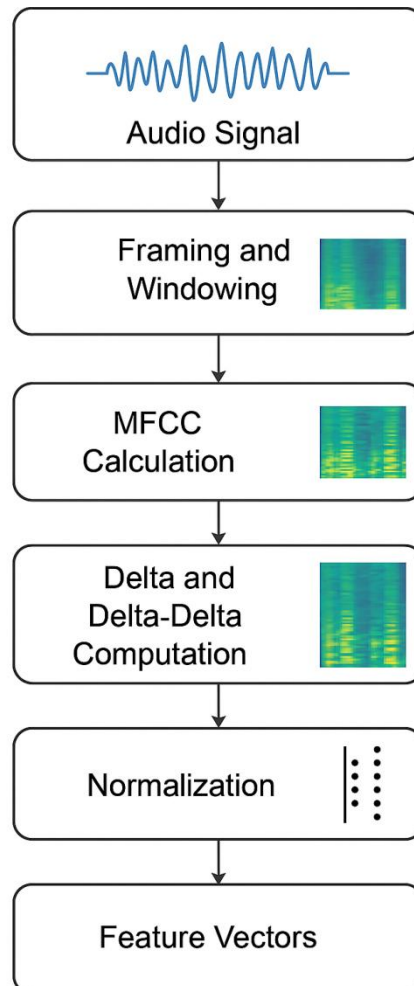 Audio Signal
Framing and
Windowing
MFCC
Calculation
Delta and
Delta-Delta
Computation
Normalization
Feature Vectors